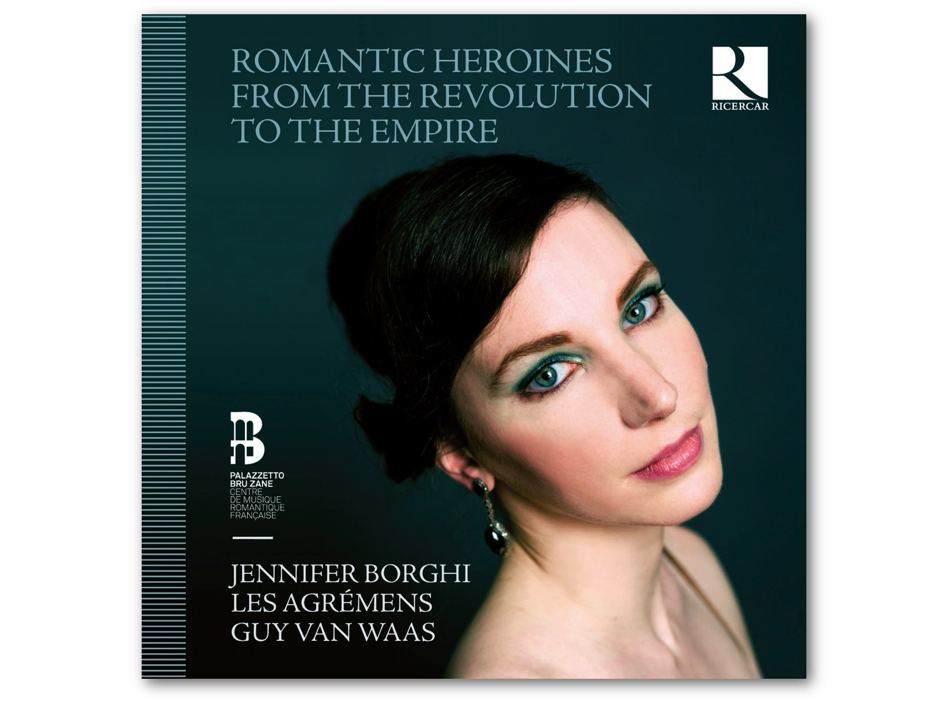 ROMANTIC HEROINES
FROM THE REVOLUTION
TO THE EMPIRE
R
RICERCAR
PALAZZETTO
BRU ZANE
CENTRE
DE MUSIQUE
ROMANTIQUE
FRANÇAISE
JENNIFER BORGHI
LES AGRÉMENS
GUY VAN WAAS